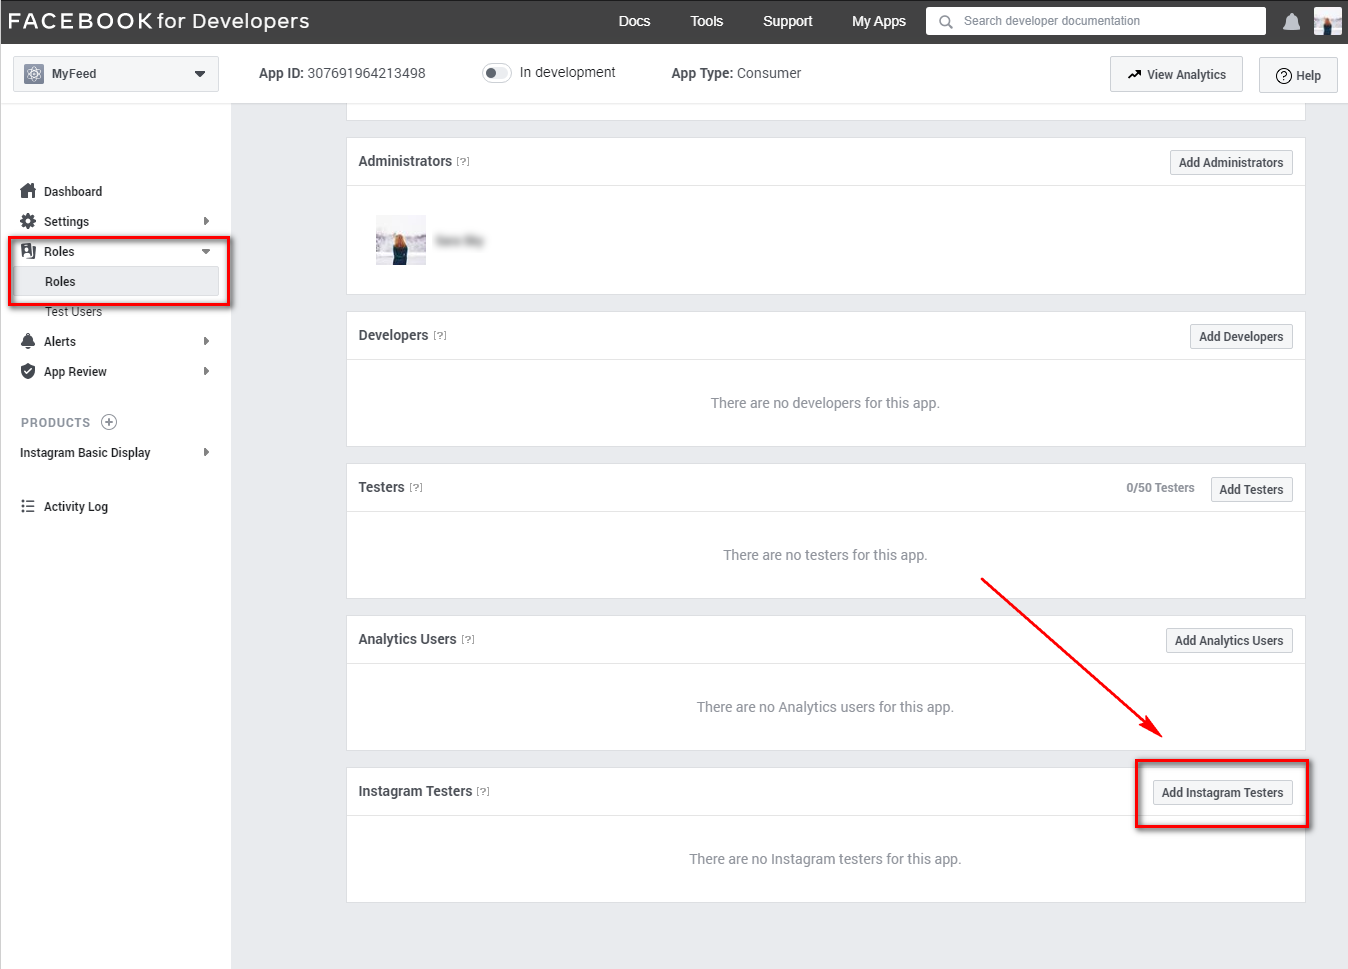 FACEBOOK for Developers
Docs
Tools
Support
My Apps
Search developer documentation
MyFeed
App ID: 307691964213498
In development
App Type: Consumer
View Analytics
Help
Dashboard
Settings
Roles
Roles
Test Users
Alerts
App Review
PRODUCTS
Instagram Basic Display
Activity Log
Administrators [?]
Add Administrators
Developers [?]
Add Developers
There are no developers for this app.
Testers [?]
0/50 Testers
Add Testers
There are no testers for this app.
Analytics Users [?]
Add Analytics Users
There are no Analytics users for this app.
Instagram Testers [?]
Add Instagram Testers
There are no Instagram testers for this app.